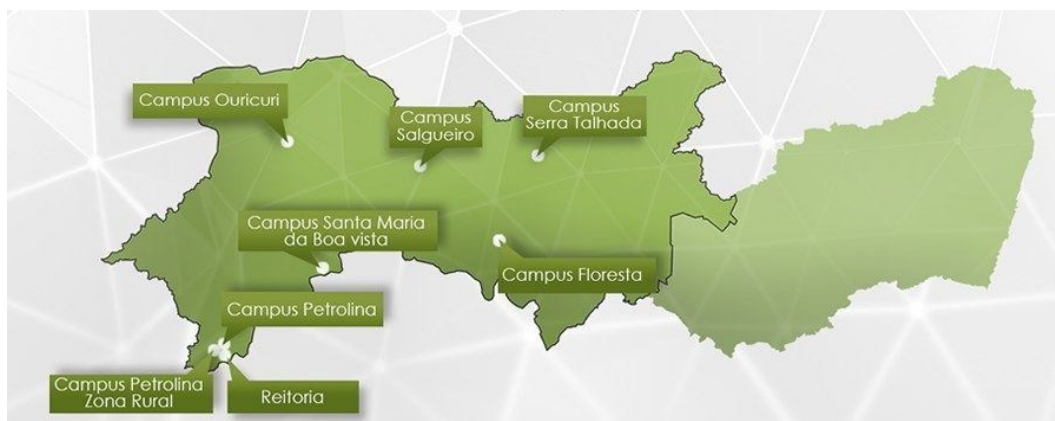 Campus Ouricuri
Campus
Salgueiro
Campus
Serra Talhada
Campus Santa Maria
da Boa vista
Campus Floresta
Campus Petrolina
Campus Petrolina
Zona Rural
Reitoria